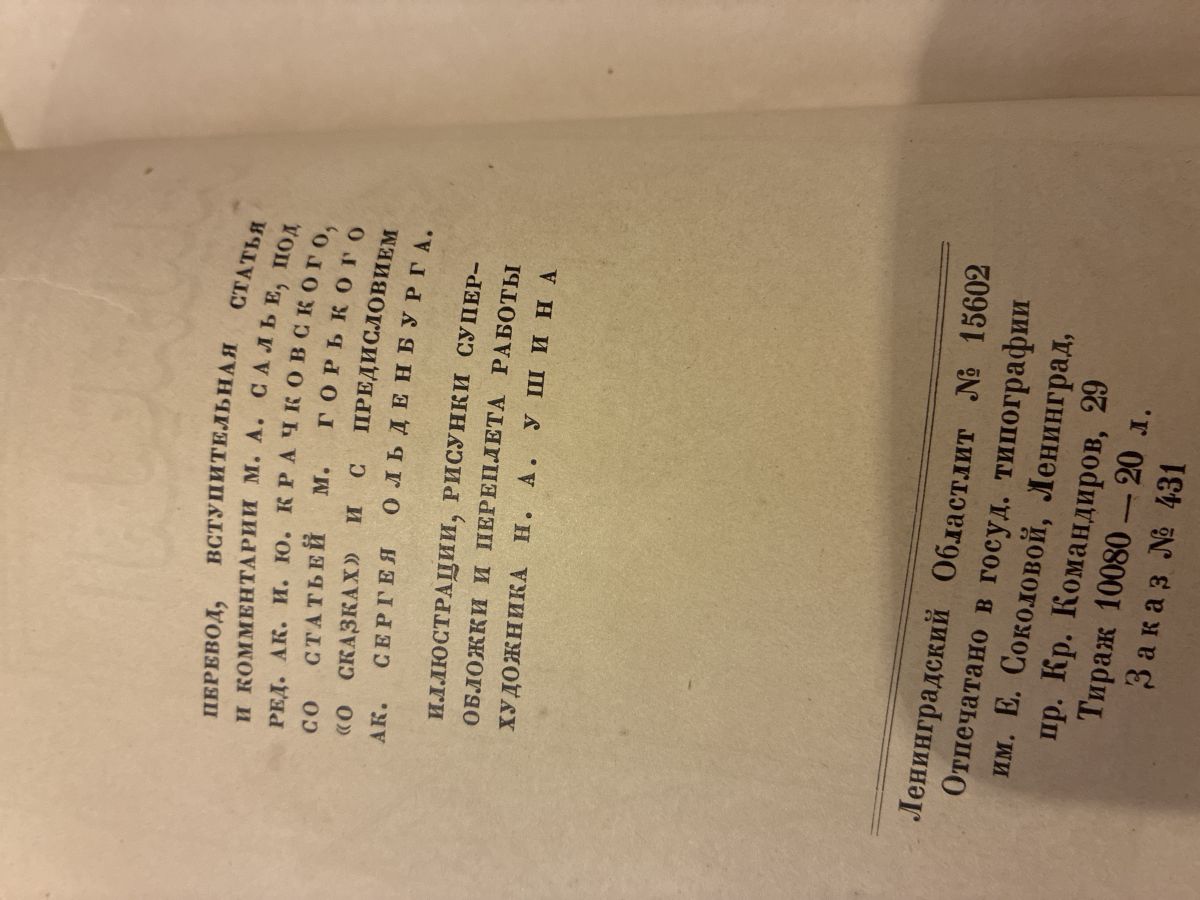 ПЕРЕВОД, ВСТУПИТЕЛЬНАЯ СТАТЬЯ
И КОММЕНТАРИИ М. А. САЛЬЕ, ПОД
РЕД. АК. И. Ю. КРАЧКОВСКОГО,
СО СТАТЬЕЙ М. ГОРЬКОГО
«О СКАЗКАХ» И С ПРЕДИСЛОВИЕМ
АК. СЕРГЕЯ ОЛЬДЕНБУРГА.
ИЛЛЮСТРАЦИИ, РИСУНКИ СУПЕР-
ОБЛОЖКИ И ПЕРЕПЛЕТА РАБОТЫ
ХУДОЖНИКА Н. А. УШИНА
Ленинградский Областлит № 15602
Отпечатано в госуд. типографии
им. Е. Соколовой, Ленинград,
пр. Кр. Командиров, 29
Тираж 10080—20 л.
Заказ № 431